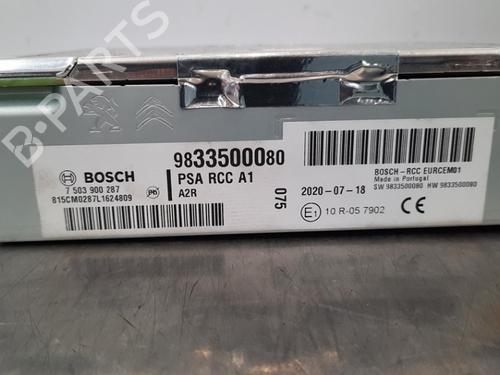 B-PARTS
BOSCH
7 503 900 287
815CM0287L1624809
Pb
9833500080
PSA RCC A1
A2R
075
2020-07-18
E1 10 R-05 7902
BOSCH-RCC EURCEM01
Made in Portugal
SW 9833500080 HW 9833500080
CE